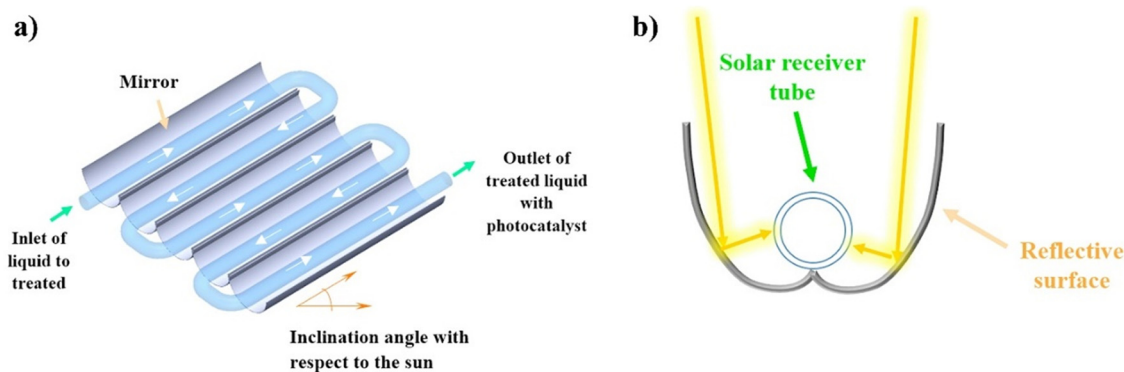 a)
Mirror
Inlet of
liquid to
treated
Outlet of
treated liquid
with
photocatalyst
Inclination angle with
respect to the sun
b)
Solar receiver
tube
Reflective
surface